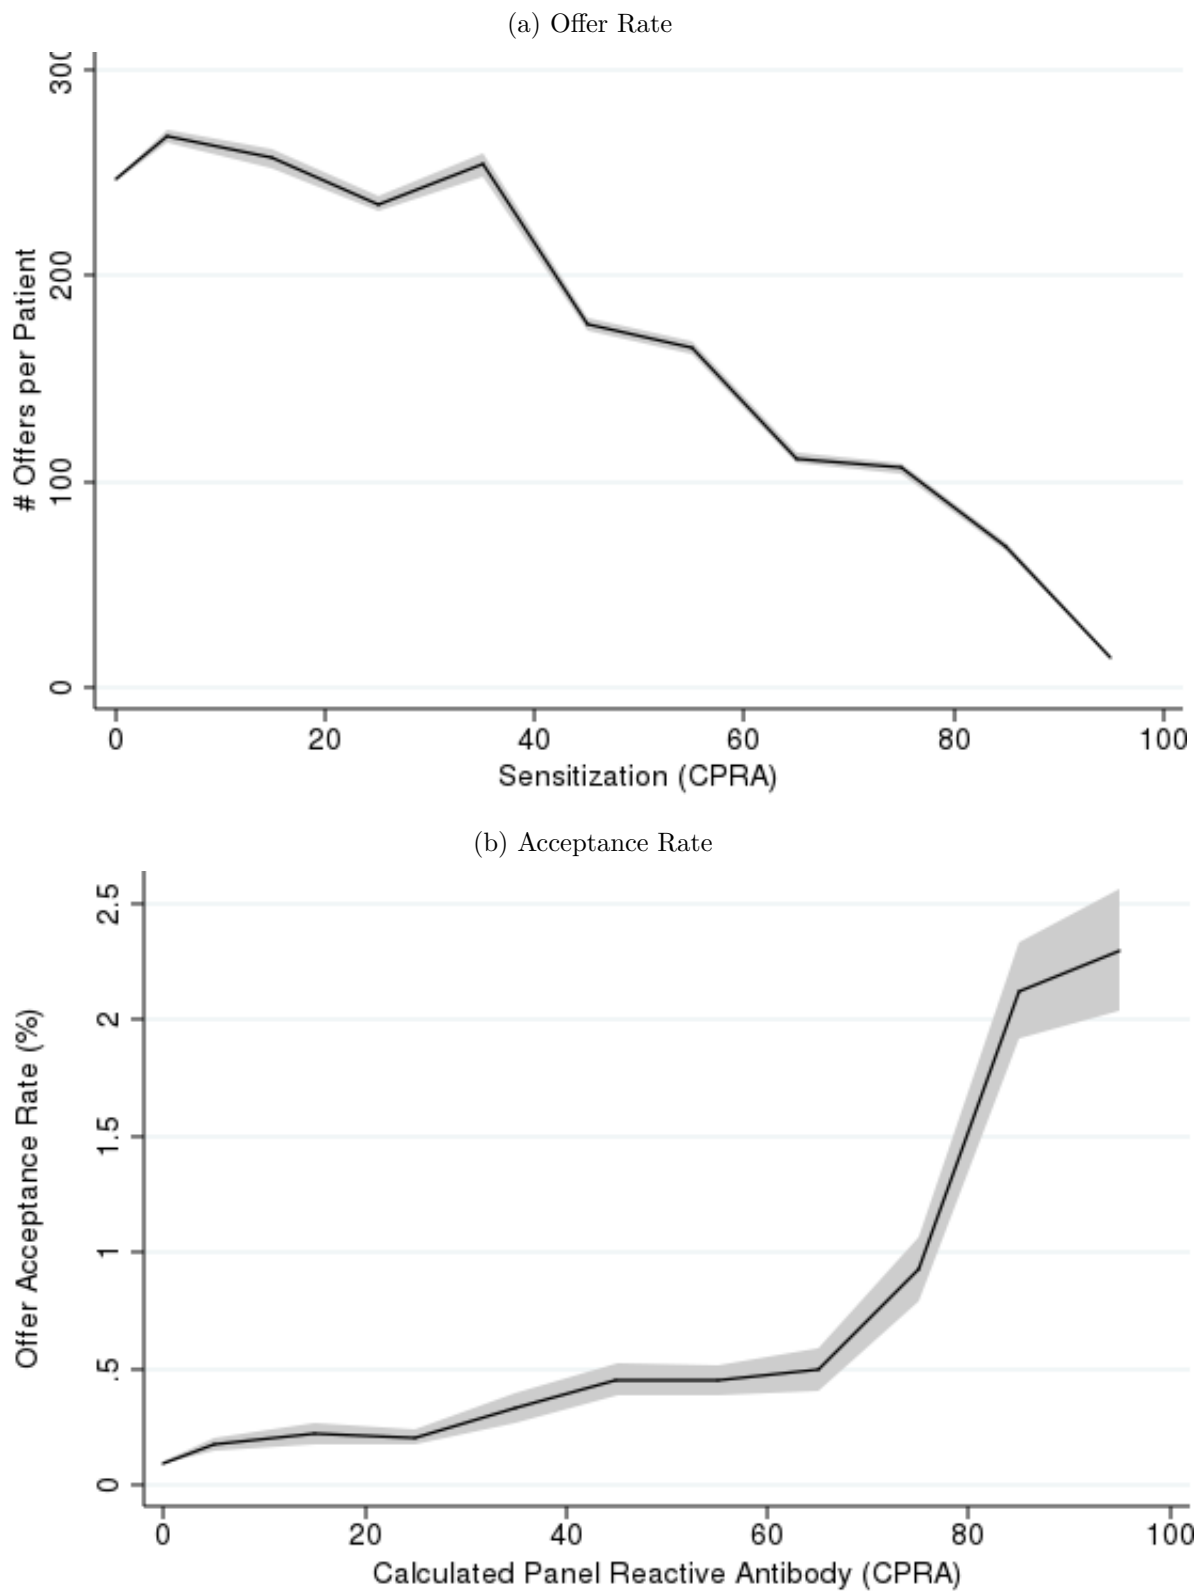 (a) Offer Rate
300
200
100
0
# Offers per Patient
0 20 40 60 80 100
Sensitization (CPRA)
(b) Acceptance Rate
2.5
2
1.5
1
.5
0
Offer Acceptance Rate (%)
0 20 40 60 80 100
Calculated Panel Reactive Antibody (CPRA)